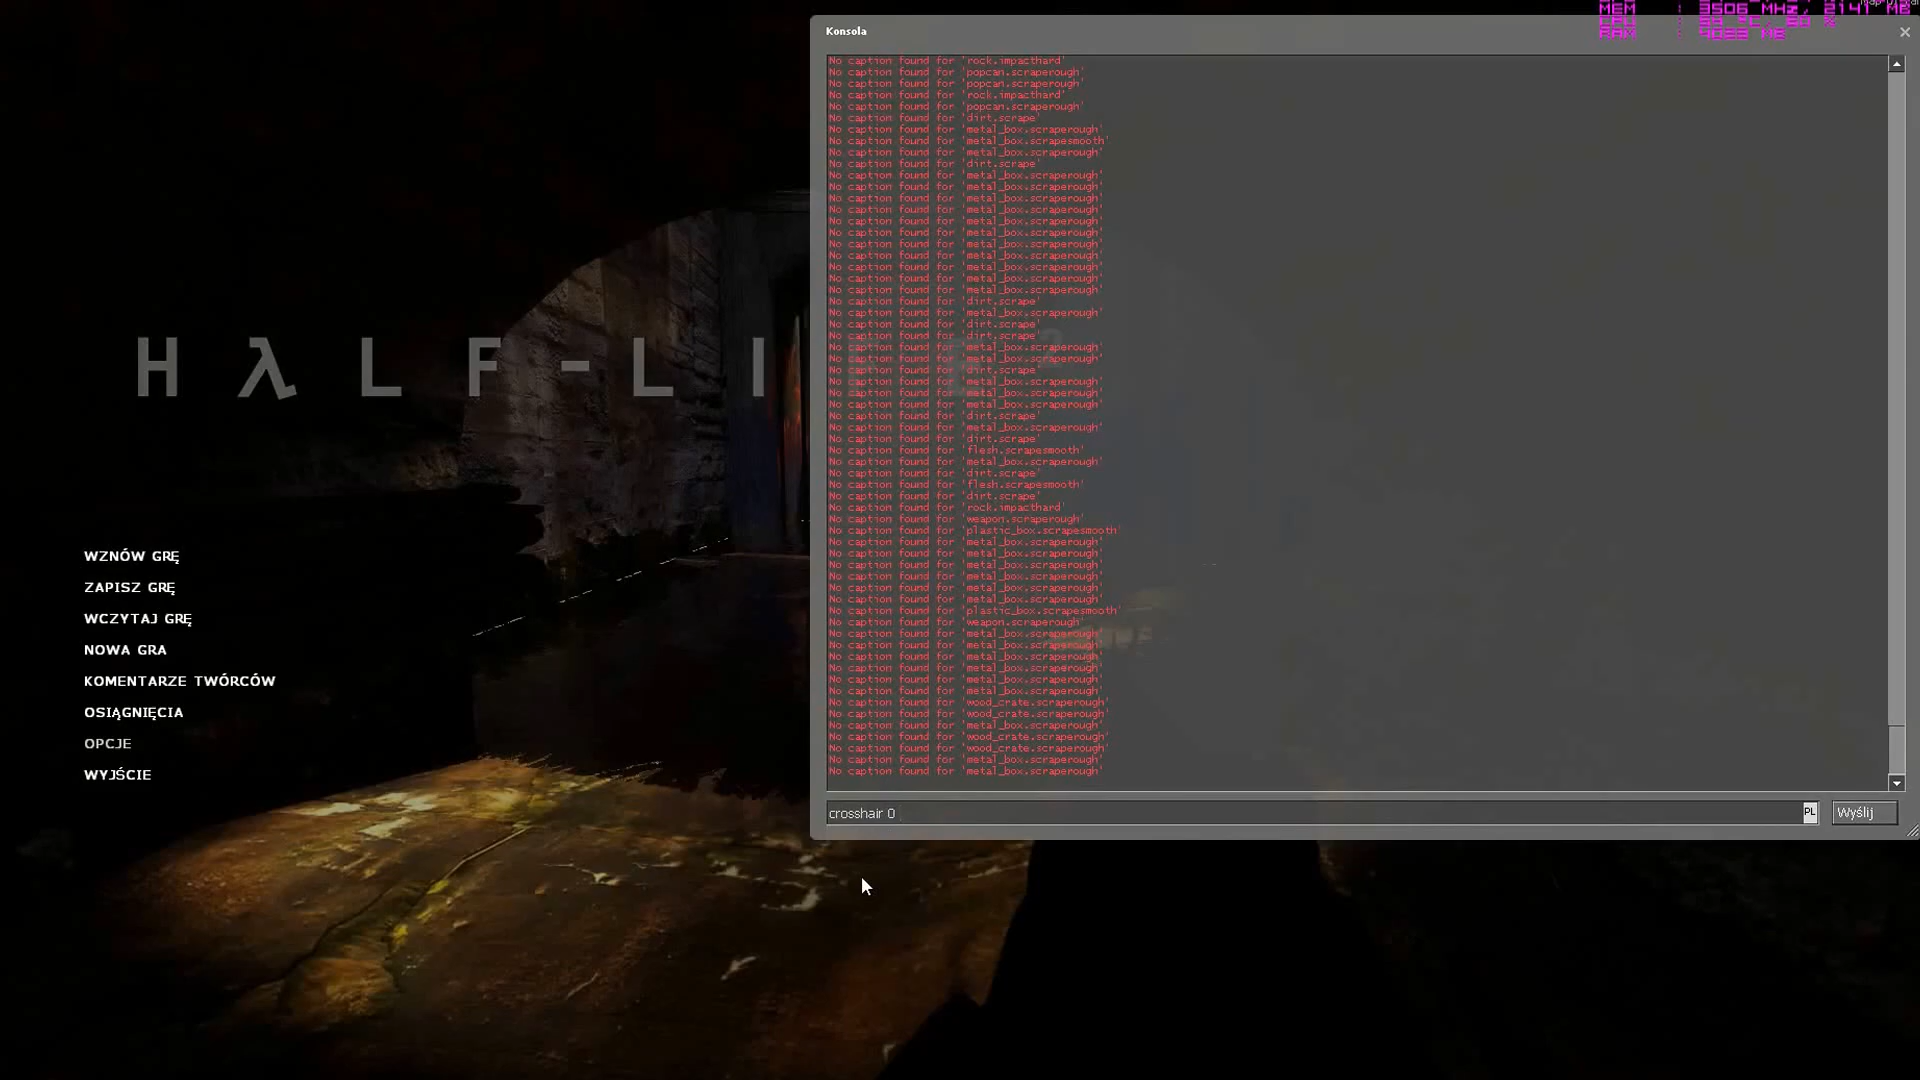 MEM : 3506 MHz, 2141 MB
RAM : 4023 MB
Konsola
No caption found for 'rock.impacthard'
No caption found for 'popcan.scraperough'
No caption found for 'popcan.scraperough'
No caption found for 'rock.impacthard'
No caption found for 'popcan.scraperough'
No caption found for 'dirt.scrape'
No caption found for 'metal_box.scraperough'
No caption found for 'metal_box.scrapesmooth'
No caption found for 'metal_box.scraperough'
No caption found for 'dirt.scrape'
No caption found for 'metal_box.scraperough'
No caption found for 'metal_box.scraperough'
No caption found for 'metal_box.scraperough'
No caption found for 'metal_box.scraperough'
No caption found for 'metal_box.scraperough'
No caption found for 'metal_box.scraperough'
No caption found for 'metal_box.scraperough'
No caption found for 'metal_box.scraperough'
No caption found for 'metal_box.scraperough'
No caption found for 'metal_box.scraperough'
No caption found for 'metal_box.scraperough'
No caption found for 'dirt.scrape'
No caption found for 'metal_box.scraperough'
No caption found for 'dirt.scrape'
No caption found for 'dirt.scrape'
No caption found for 'metal_box.scraperough'
No caption found for 'metal_box.scraperough'
No caption found for 'dirt.scrape'
No caption found for 'metal_box.scraperough'
No caption found for 'metal_box.scraperough'
No caption found for 'metal_box.scraperough'
No caption found for 'dirt.scrape'
No caption found for 'metal_box.scraperough'
No caption found for 'dirt.scrape'
No caption found for 'flesh.scrapesmooth'
No caption found for 'metal_box.scraperough'
No caption found for 'dirt.scrape'
No caption found for 'flesh.scrapesmooth'
No caption found for 'dirt.scrape'
No caption found for 'rock.impacthard'
No caption found for 'weapon.scraperough'
No caption found for 'plastic_box.scrapesmooth'
No caption found for 'metal_box.scraperough'
No caption found for 'metal_box.scraperough'
No caption found for 'metal_box.scraperough'
No caption found for 'metal_box.scraperough'
No caption found for 'metal_box.scraperough'
No caption found for 'metal_box.scraperough'
No caption found for 'plastic_box.scrapesmooth'
No caption found for 'weapon.scraperough'
No caption found for 'metal_box.scraperough'
No caption found for 'metal_box.scraperough'
No caption found for 'metal_box.scraperough'
No caption found for 'metal_box.scraperough'
No caption found for 'metal_box.scraperough'
No caption found for 'metal_box.scraperough'
No caption found for 'wood_crate.scraperough'
No caption found for 'wood_crate.scraperough'
No caption found for 'metal_box.scraperough'
No caption found for 'wood_crate.scraperough'
No caption found for 'wood_crate.scraperough'
No caption found for 'metal_box.scraperough'
No caption found for 'metal_box.scraperough'
crosshair 0
PL
Wyślij
HλLF-LI
2
WZNÓW GRĘ
ZAPISZ GRĘ
WCZYTAJ GRĘ
NOWA GRA
KOMENTARZE TWÓRCÓW
OSIĄGNIĘCIA
OPCJE
WYJŚCIE